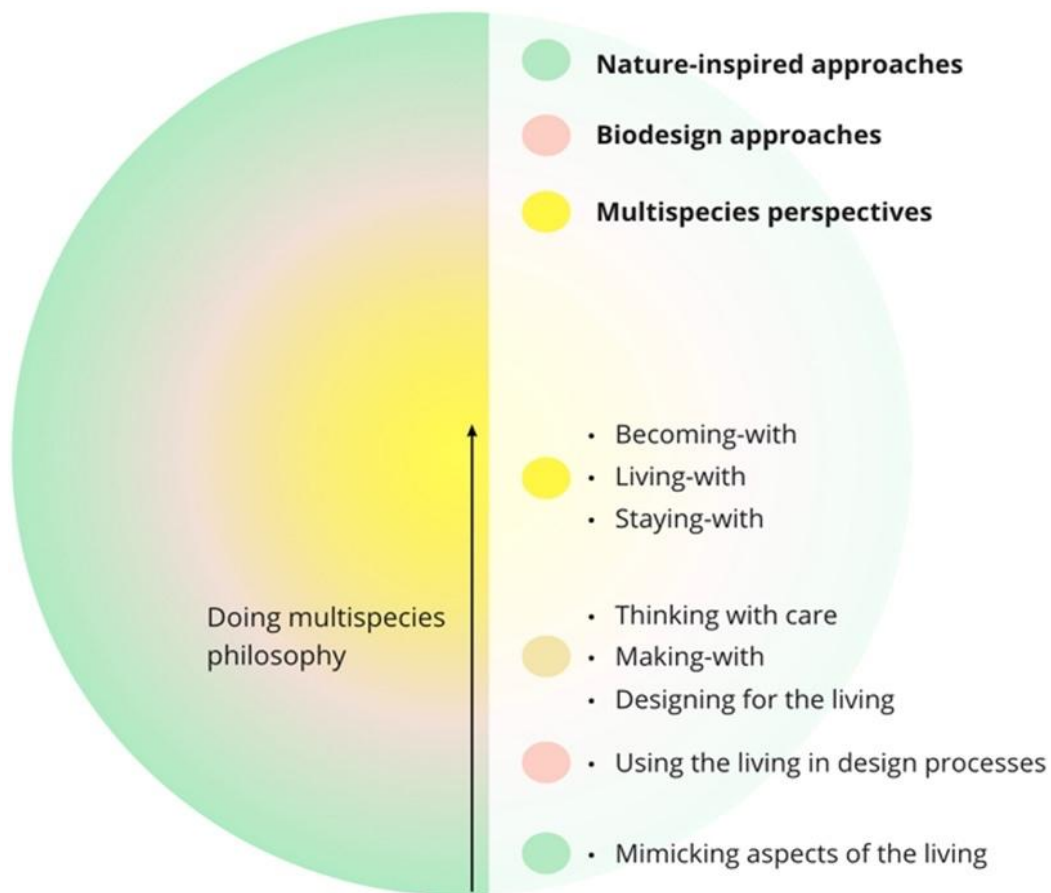 Nature-inspired approaches
Biodesign approaches
Multispecies perspectives
• Becoming-with
• Living-with
• Staying-with
Doing multispecies
philosophy
• Thinking with care
• Making-with
• Designing for the living
• Using the living in design processes
• Mimicking aspects of the living